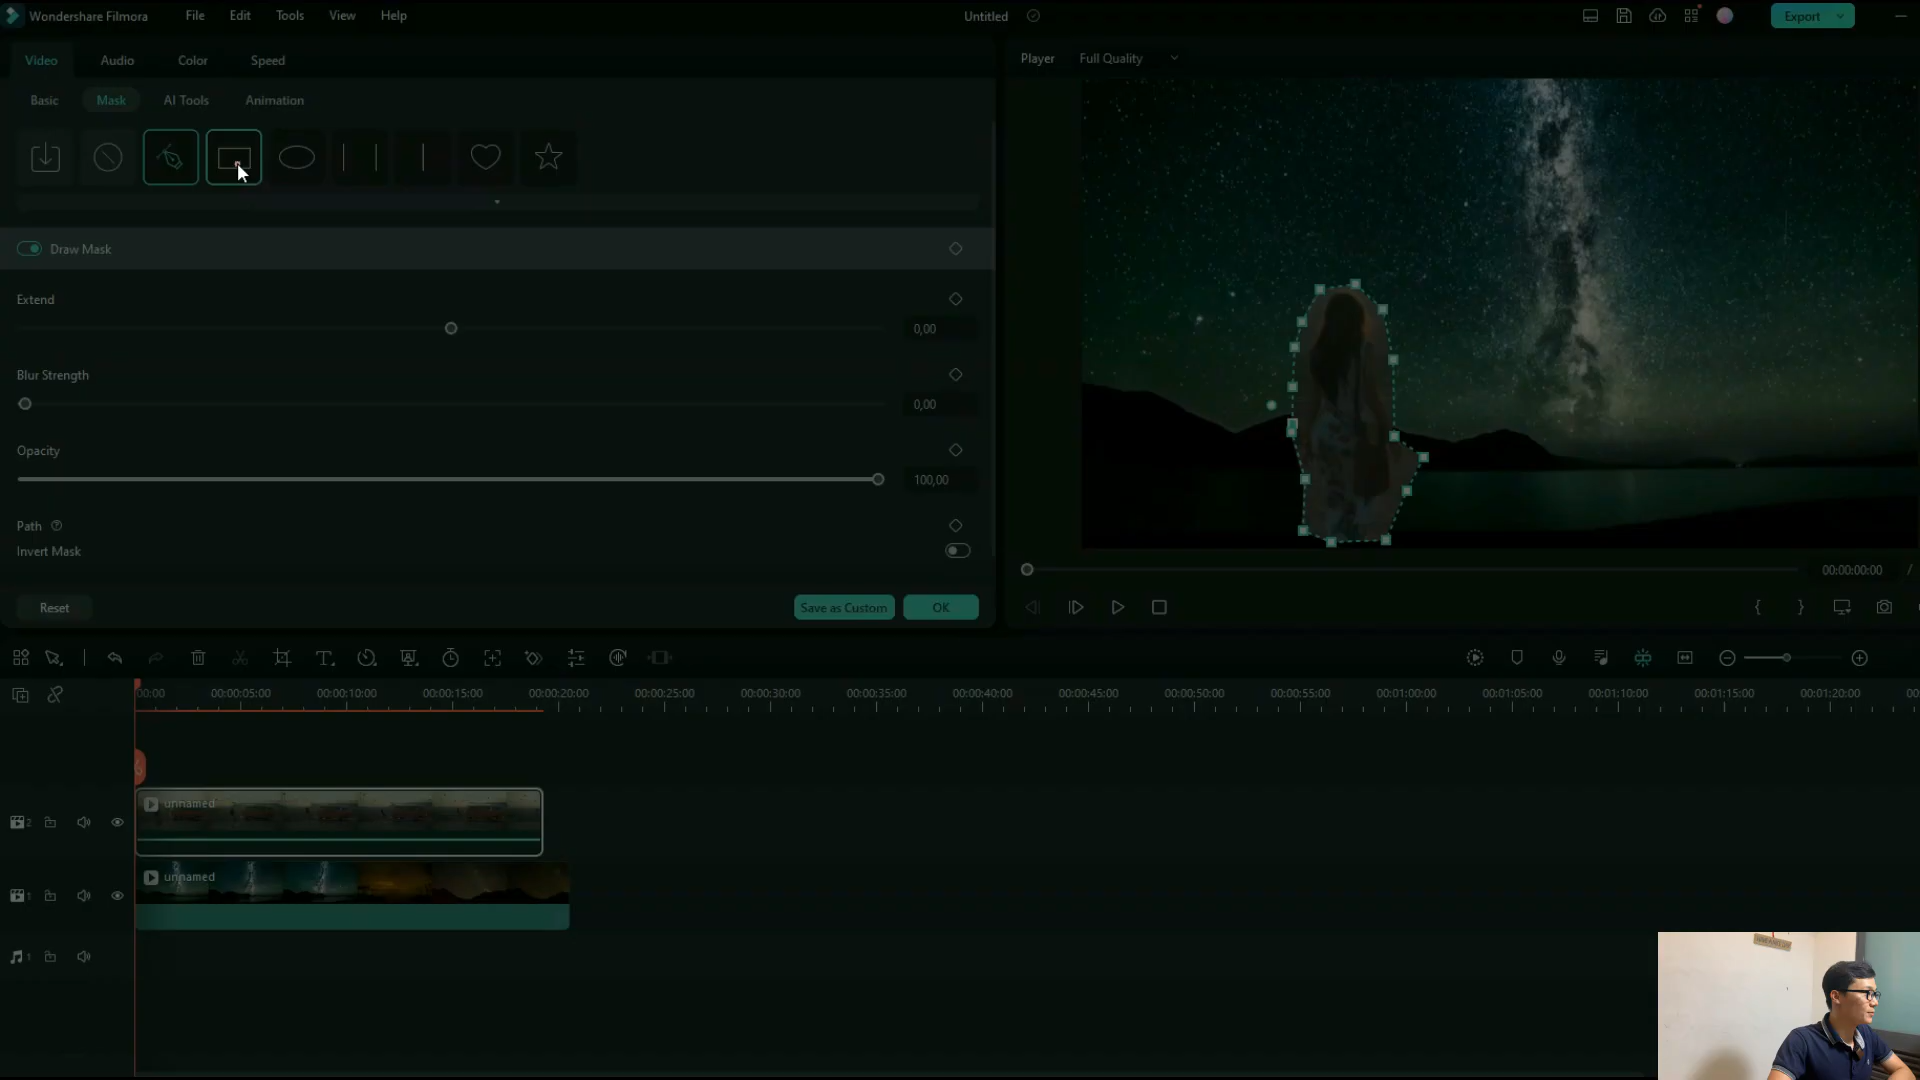 Wondershare Filmora File Edit Tools View Help Untitled Export
Video Audio Color Speed
Player Full Quality
Basic Mask AI Tools Animation
Draw Mask
Extend
0,00
Blur Strength
0,00
Opacity
100,00
Path
Invert Mask
00:00:00:00 /
Reset Save as Custom OK
00:00 00:00:05:00 00:00:10:00 00:00:15:00 00:00:20:00 00:00:25:00 00:00:30:00 00:00:35:00 00:00:40:00 00:00:45:00 00:00:50:00 00:00:55:00 00:01:00:00 00:01:05:00 00:01:10:00 00:01:15:00 00:01:20:00 00:
unnamed
2
unnamed
1
1